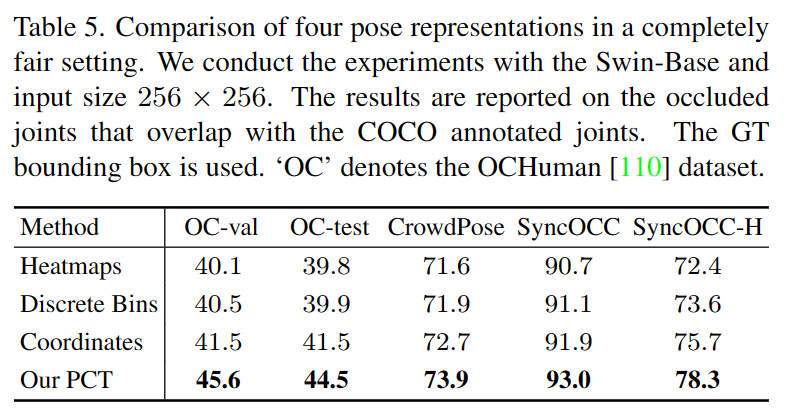 Table 5. Comparison of four pose representations in a completely
fair setting. We conduct the experiments with the Swin-Base and
input size 256 × 256. The results are reported on the occluded
joints that overlap with the COCO annotated joints. The GT
bounding box is used. ‘OC’ denotes the OCHuman [110] dataset.
Method OC-val OC-test CrowdPose SyncOCC SyncOCC-H
Heatmaps 40.1 39.8 71.6 90.7 72.4
Discrete Bins 40.5 39.9 71.9 91.1 73.6
Coordinates 41.5 41.5 72.7 91.9 75.7
Our PCT 45.6 44.5 73.9 93.0 78.3